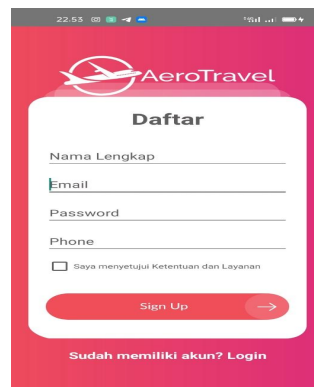 22.53
AeroTravel
Daftar
Nama Lengkap
Email
Password
Phone
Saya menyetujui Ketentuan dan Layanan
Sign Up
Sudah memiliki akun? Login